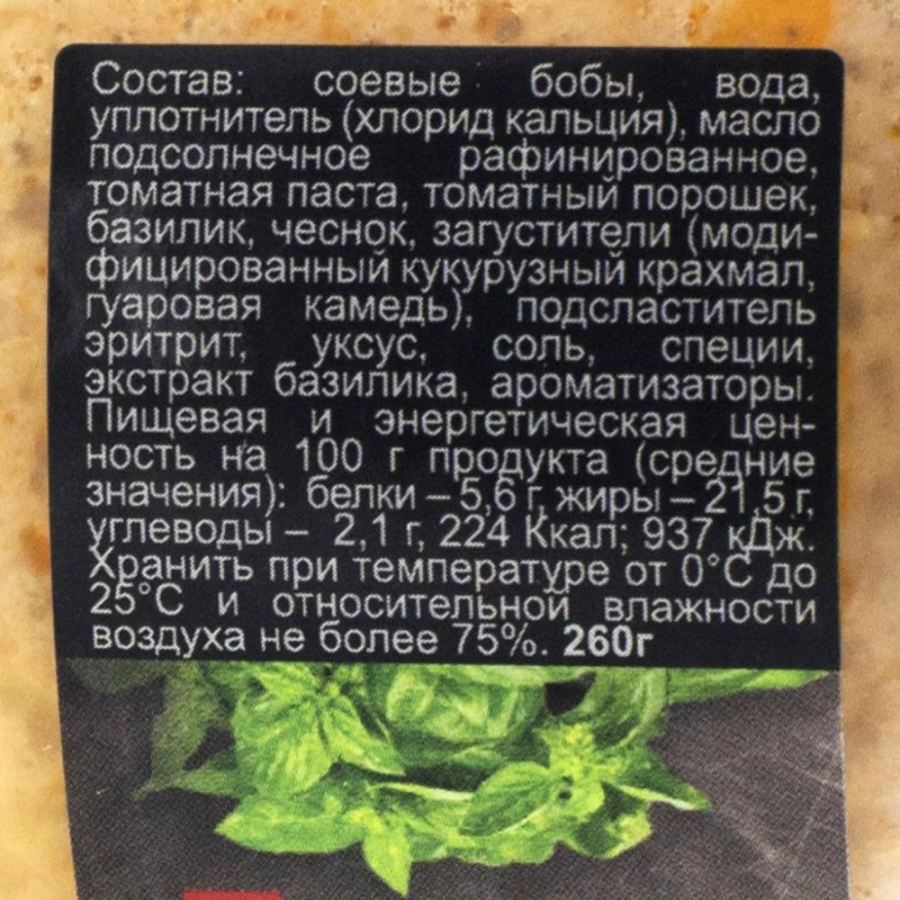 Состав: соевые бобы, вода,
уплотнитель (хлорид кальция), масло
подсолнечное рафинированное,
томатная паста, томатный порошек,
базилик, чеснок, загустители (моди-
фицированный кукурузный крахмал,
гуаровая камедь), подсластитель
эритрит, уксус, соль, специи,
экстракт базилика, ароматизаторы.
Пищевая и энергетическая цен-
ность на 100 г продукта (средние
значения): белки – 5,6 г, жиры – 21,5 г,
углеводы – 2,1 г, 224 Ккал; 937 кДж.
Хранить при температуре от 0°С до
25°С и относительной влажности
воздуха не более 75%. 260г